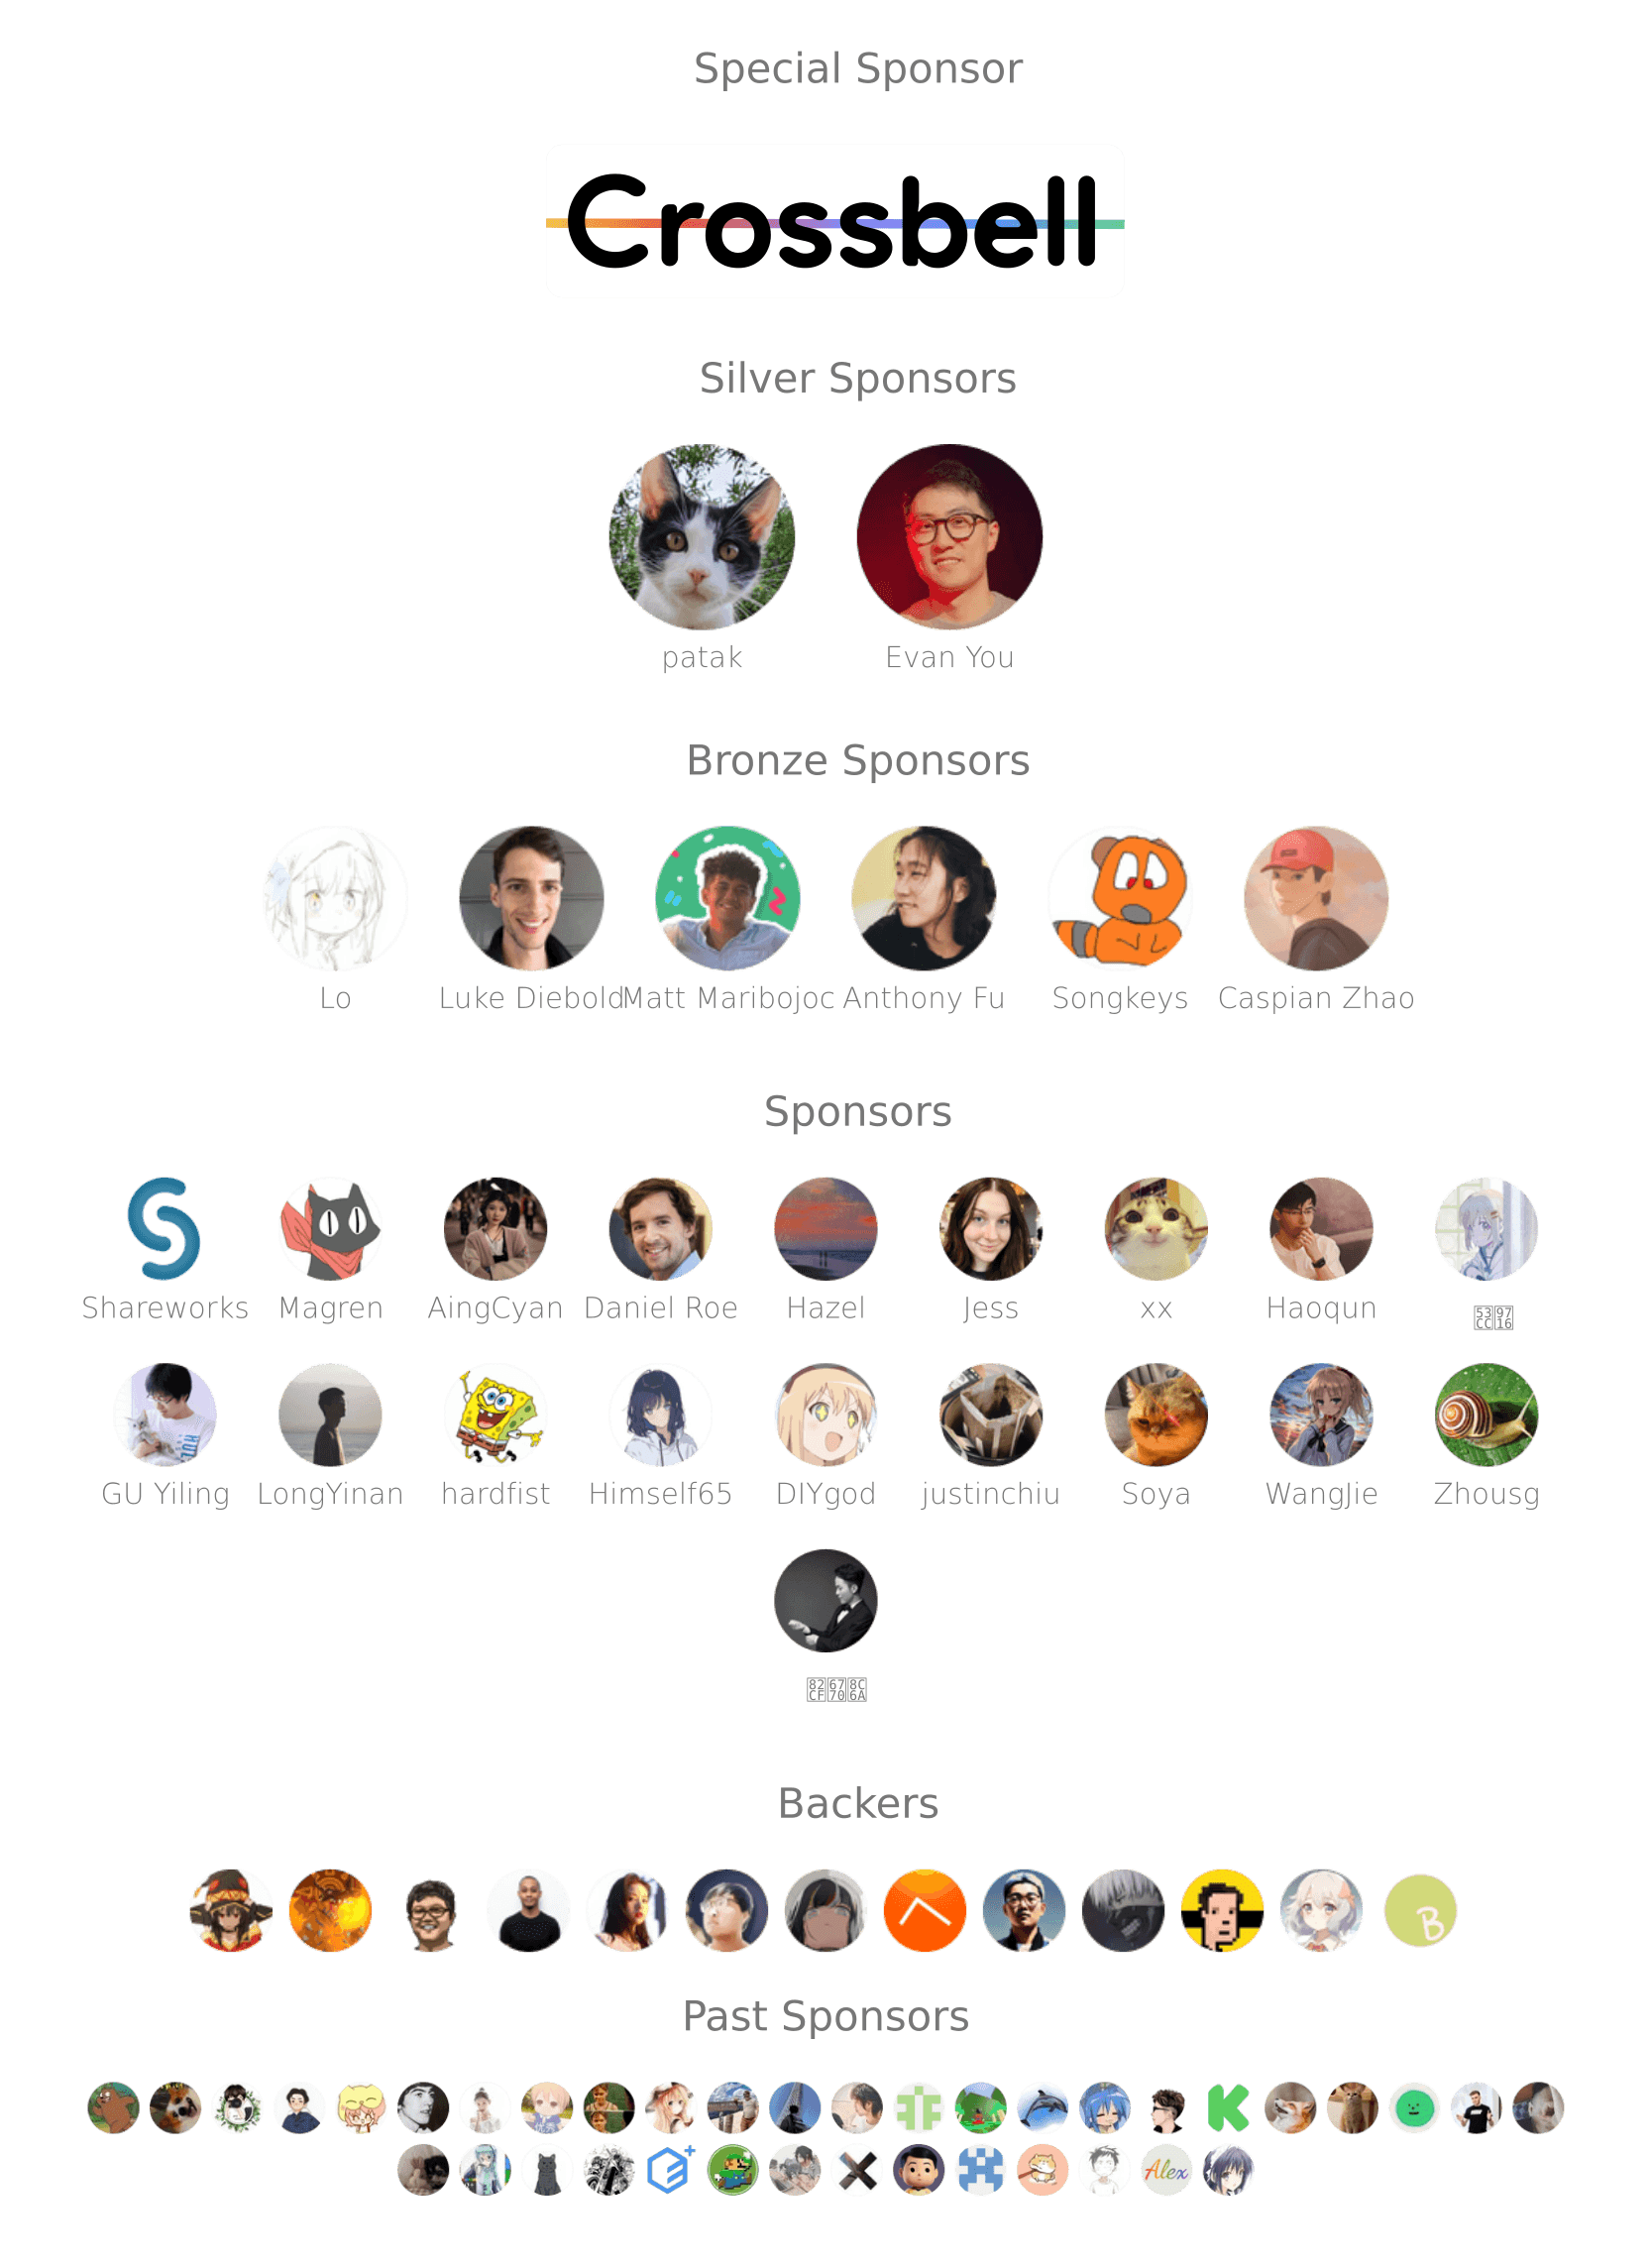 Special Sponsor
Crossbell
Silver Sponsors
patak Evan You
Bronze Sponsors
Lo Luke Diebold Matt Maribojoc Anthony Fu Songkeys Caspian Zhao
Sponsors
Shareworks Magren AingCyan Daniel Roe Hazel Jess xx Haoqun
GU Yiling LongYinan hardfist Himself65 DIYgod justinchiu Soya WangJie Zhousg
Backers
B
Past Sponsors
Alex